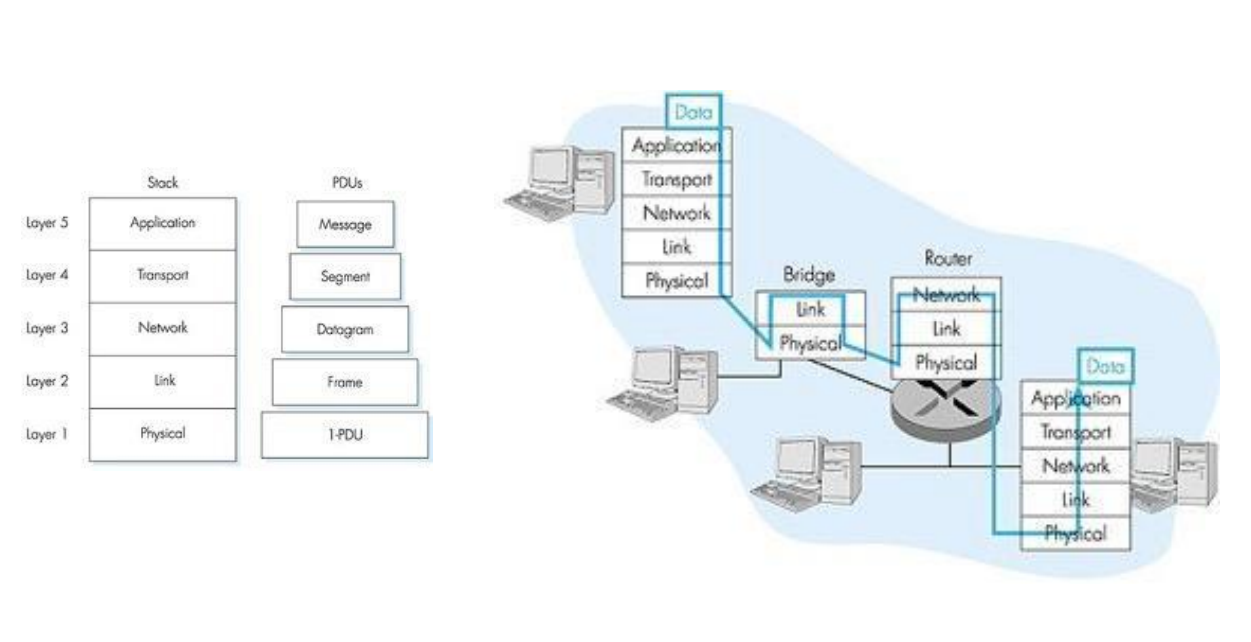 Stack PDUs
Layer 5 Application Message
Layer 4 Transport Segment
Layer 3 Network Datagram
Layer 2 Link Frame
Layer 1 Physical 1-PDU
Data
Application
Transport
Network
Link
Physical
Bridge
Link
Physical
Router
Network
Link
Physical
Data
Application
Transport
Network
Link
Physical